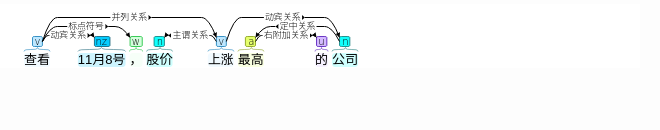 并列关系 动宾关系
标点符号 定中关系
动宾关系 主谓关系 右附加关系
v nz w n v a u n
查看 11月8号 ， 股价 上涨 最高 的 公司